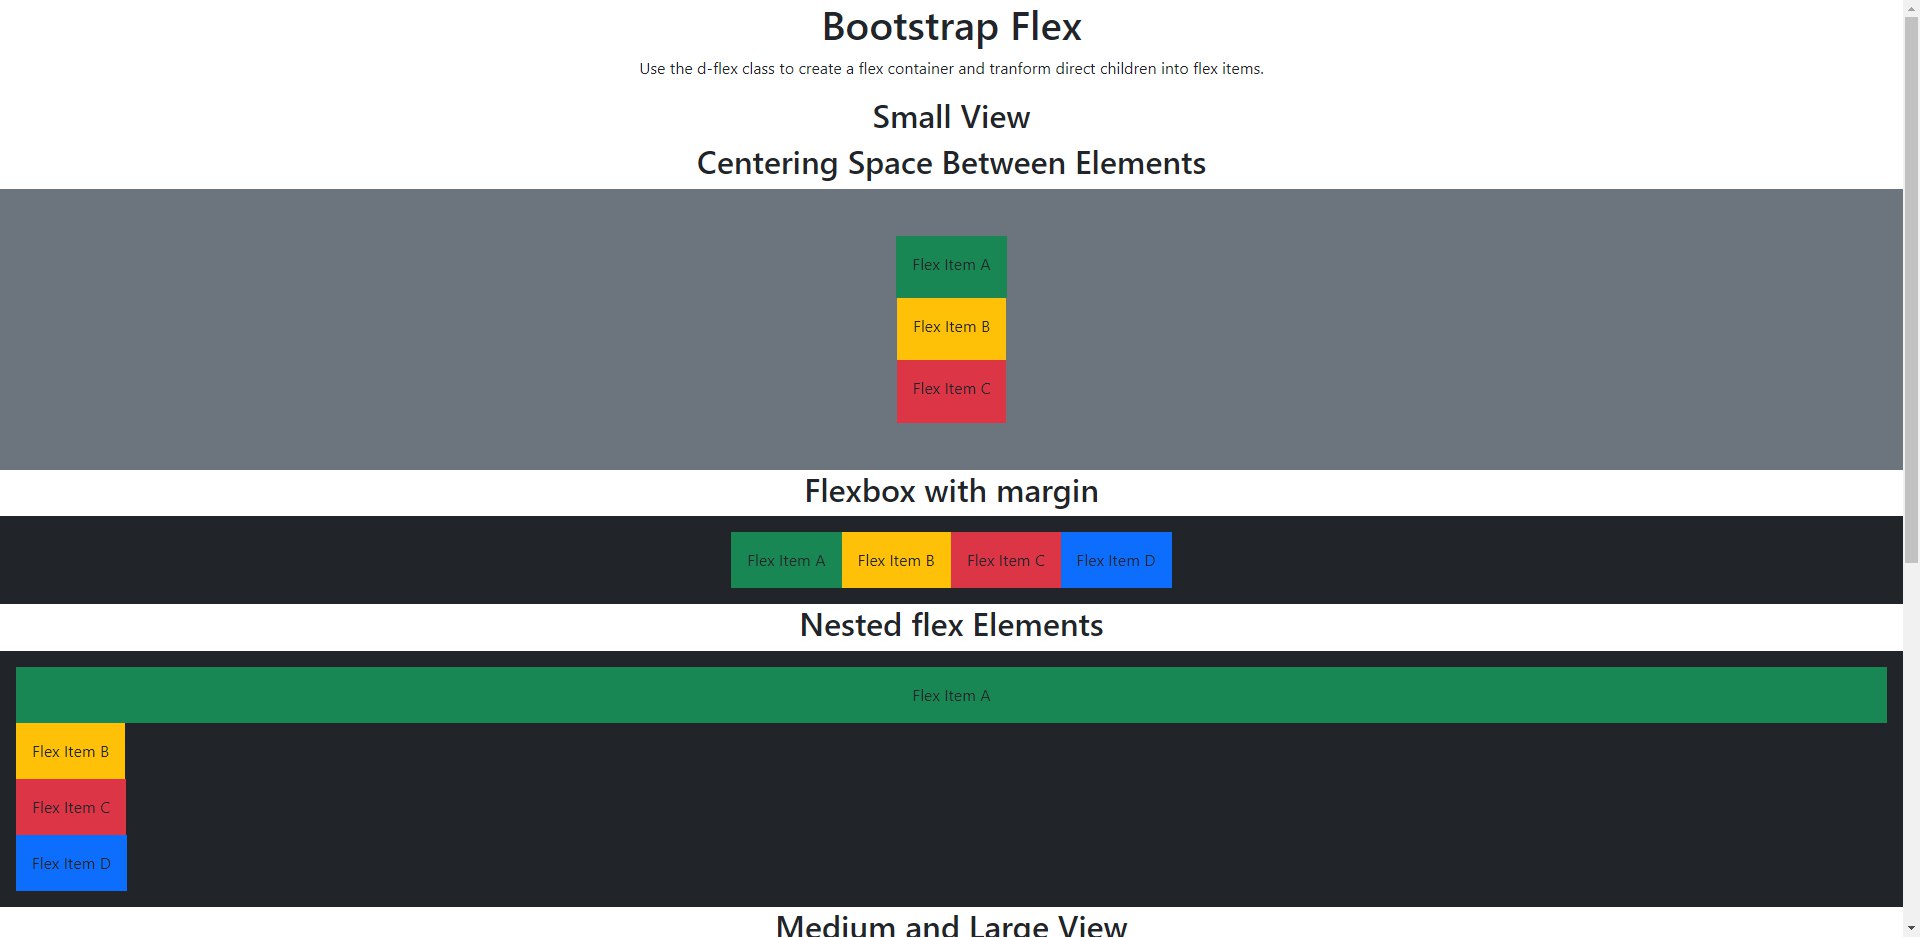 Bootstrap Flex
Use the d-flex class to create a flex container and tranform direct children into flex items.
Small View
Centering Space Between Elements
Flex Item A
Flex Item B
Flex Item C
Flexbox with margin
Flex Item A Flex Item B Flex Item C Flex Item D
Nested flex Elements
Flex Item A
Flex Item B
Flex Item C
Flex Item D
Medium and Large View